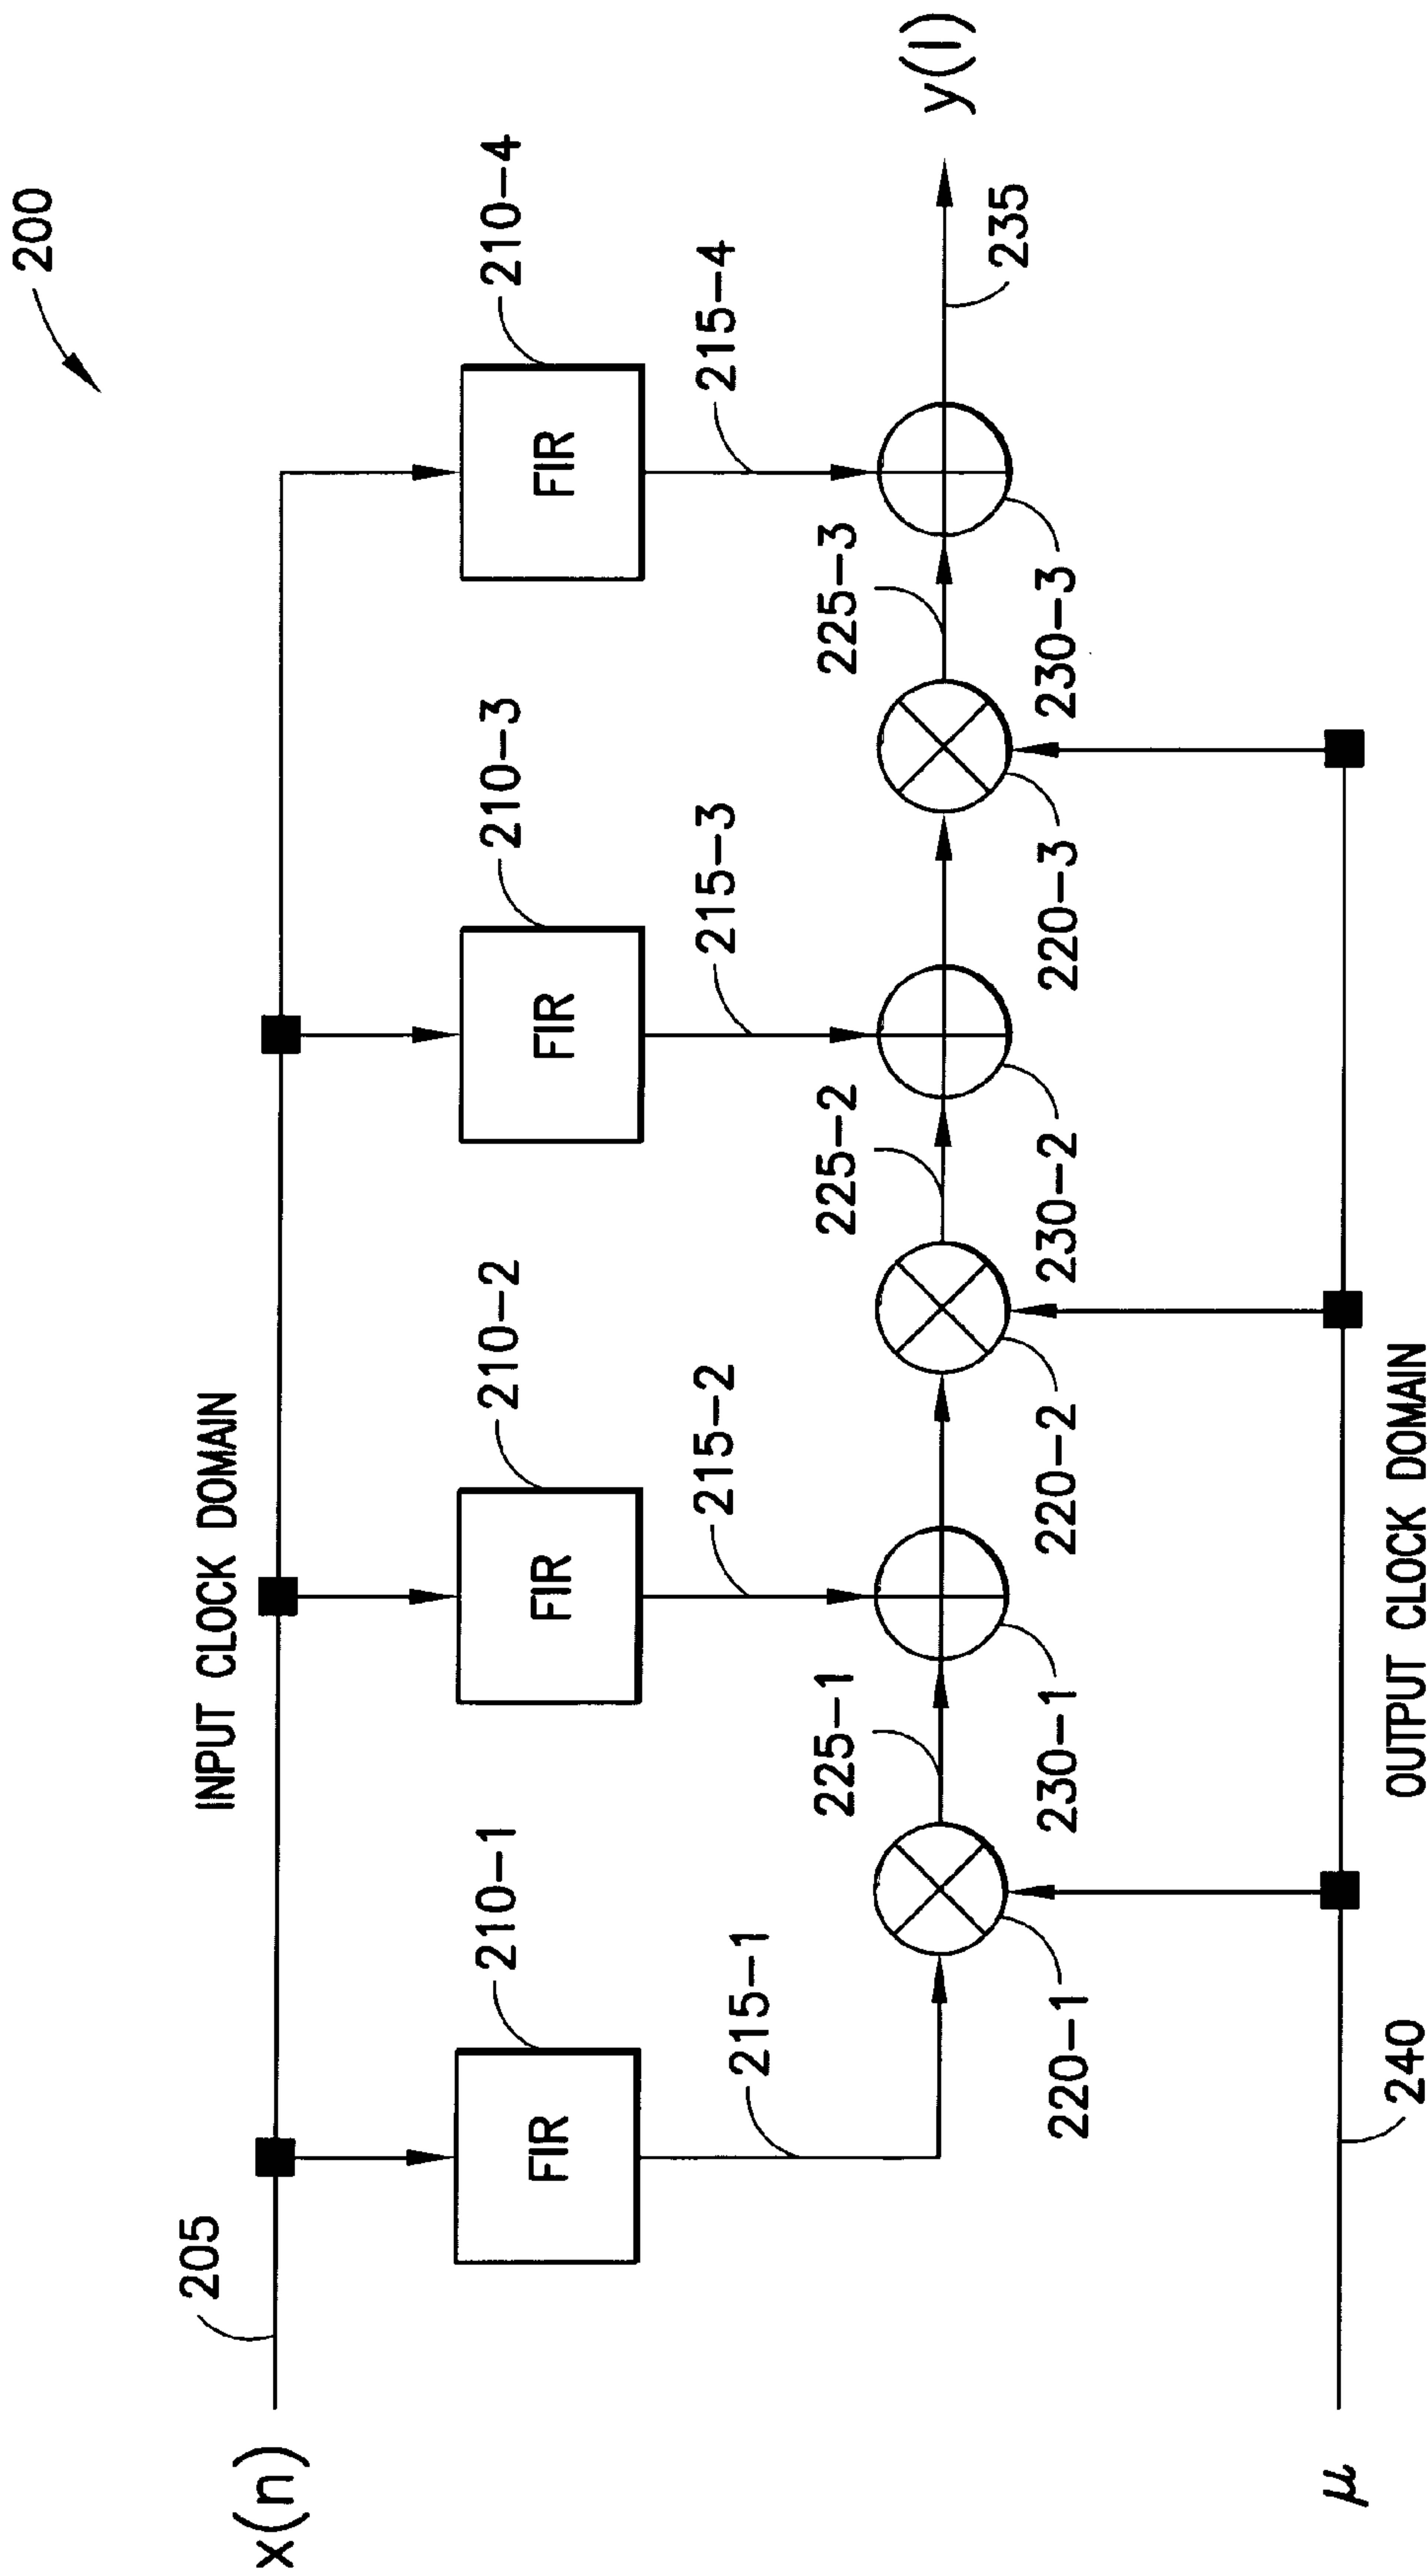 200
INPUT CLOCK DOMAIN
x(n)
205
210-1
210-2
210-3
210-4
FIR
FIR
FIR
FIR
215-1
215-2
215-3
215-4
225-1
225-2
225-3
y(l)
235
220-1
230-1
220-2
230-2
220-3
230-3
μ
240
OUTPUT CLOCK DOMAIN